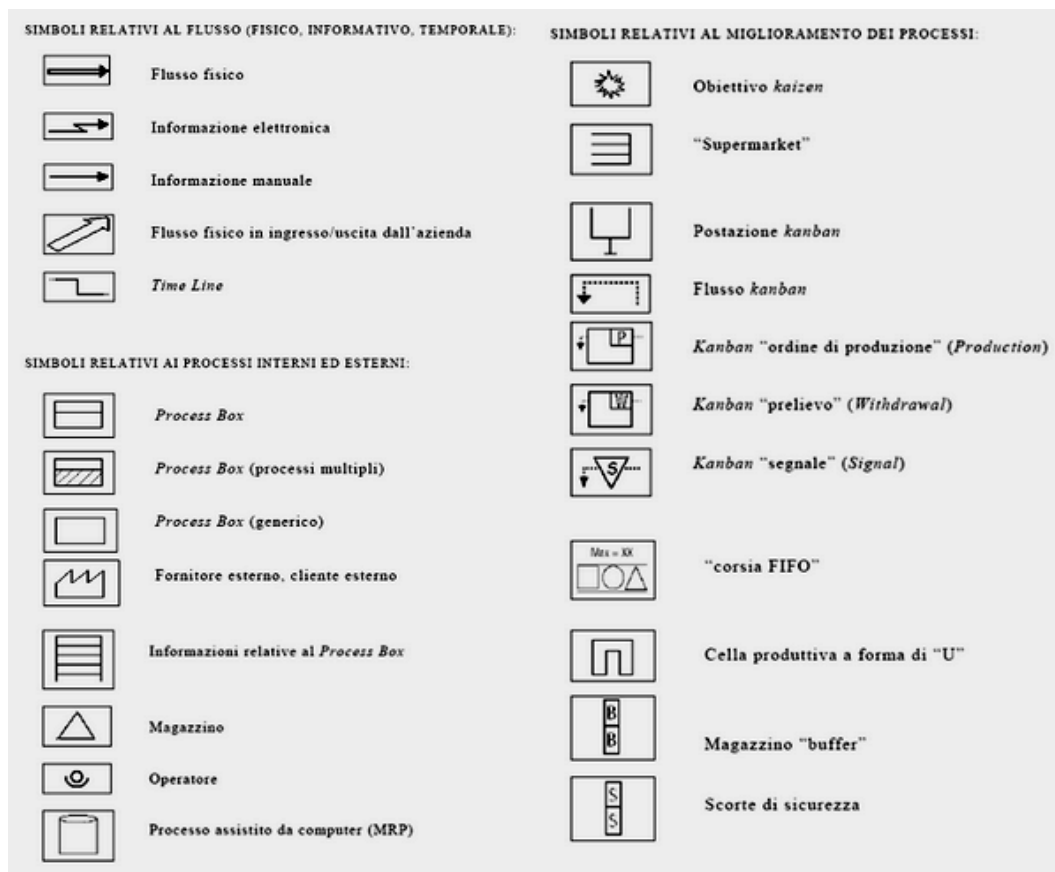 SIMBOLI RELATIVI AL FLUSSO (FISICO, INFORMATIVO, TEMPORALE):
Flusso fisico
Informazione elettronica
Informazione manuale
Flusso fisico in ingresso/uscita dall'azienda
Time Line
SIMBOLI RELATIVI AI PROCESSI INTERNI ED ESTERNI:
Process Box
Process Box (processi multipli)
Process Box (generico)
Fornitore esterno, cliente esterno
Informazioni relative al Process Box
Magazzino
Operatore
Processo assistito da computer (MRP)
SIMBOLI RELATIVI AL MIGLIORAMENTO DEI PROCESSI:
Obiettivo kaizen
“Supermarket”
Postazione kanban
Flusso kanban
P
Kanban “ordine di produzione” (Production)
W
Kanban “prelievo” (Withdrawal)
S
Kanban “segnale” (Signal)
Max = XX
“corsia FIFO”
Cella produttiva a forma di “U”
B
B
Magazzino “buffer”
S
S
Scorte di sicurezza